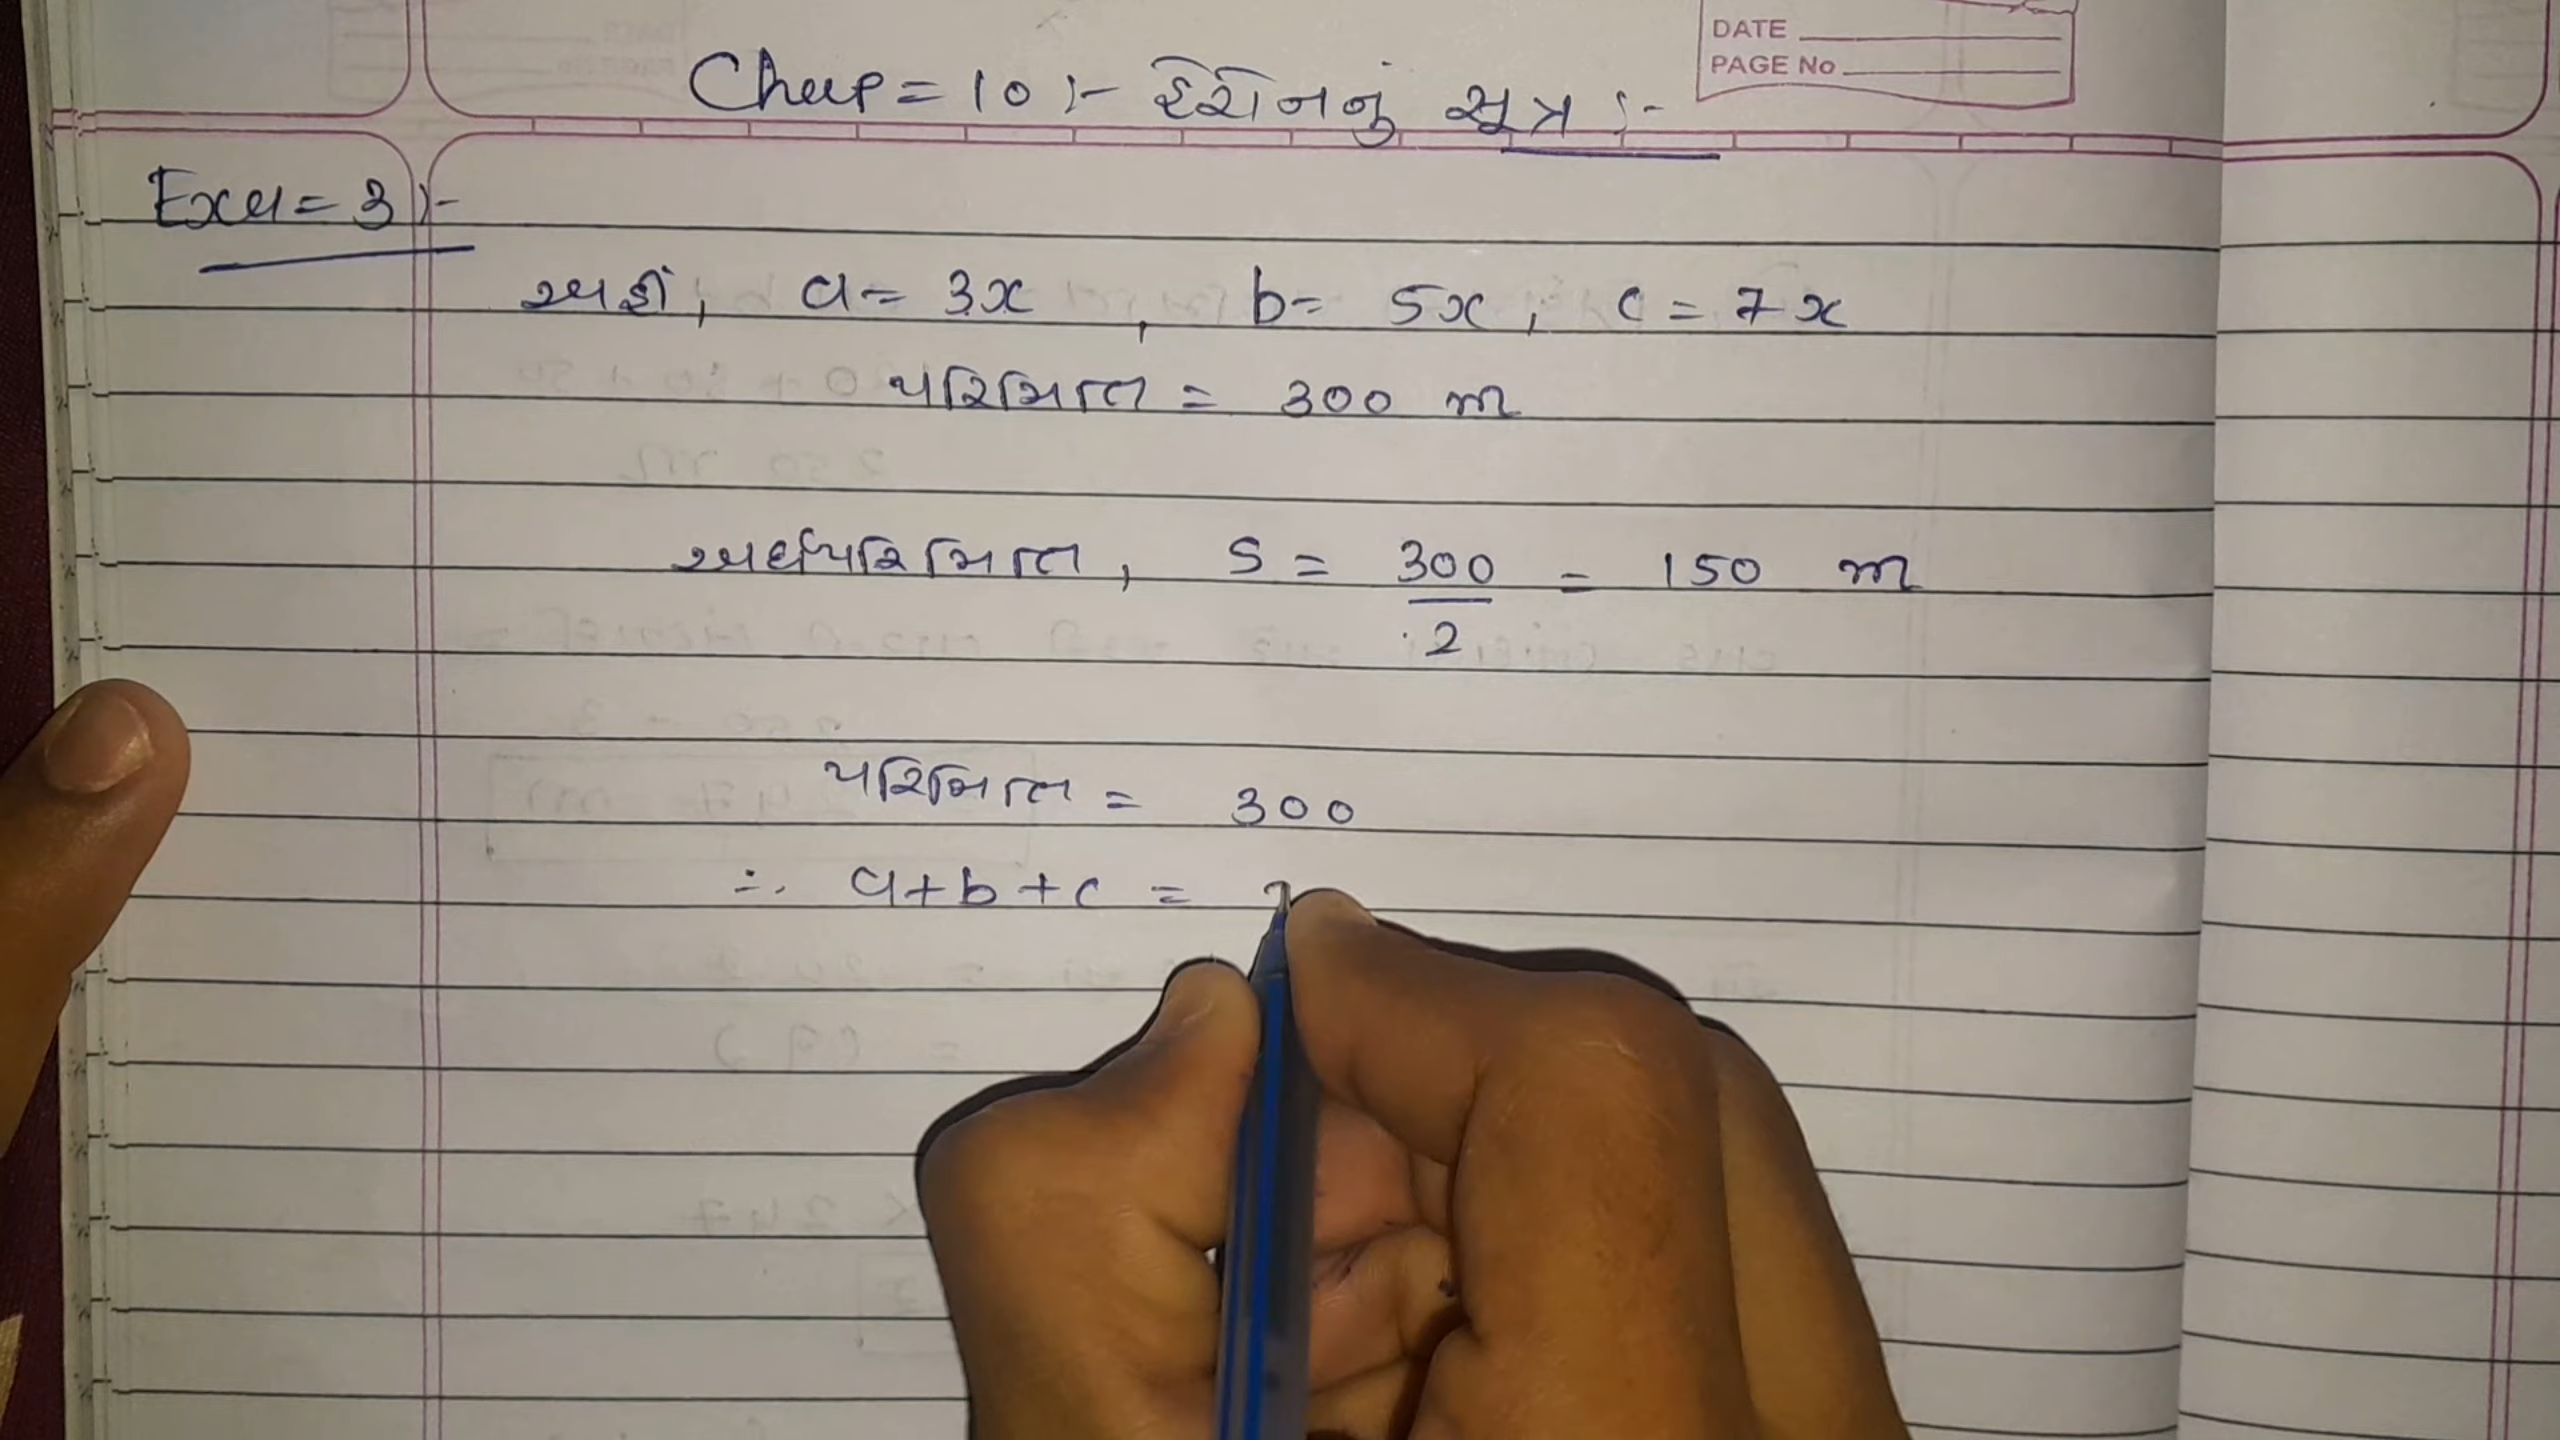 DATE
PAGE No
Chap = 10 :- હેરોનનું સૂત્ર :-
Exa = 3 :-
અહીં, a = 3x , b = 5x , c = 7x
પરિમિતિ = 300 m
અર્ધપરિમિતિ, S = 300/2 = 150 m
પરિમિતિ = 300
∴ a + b + c =